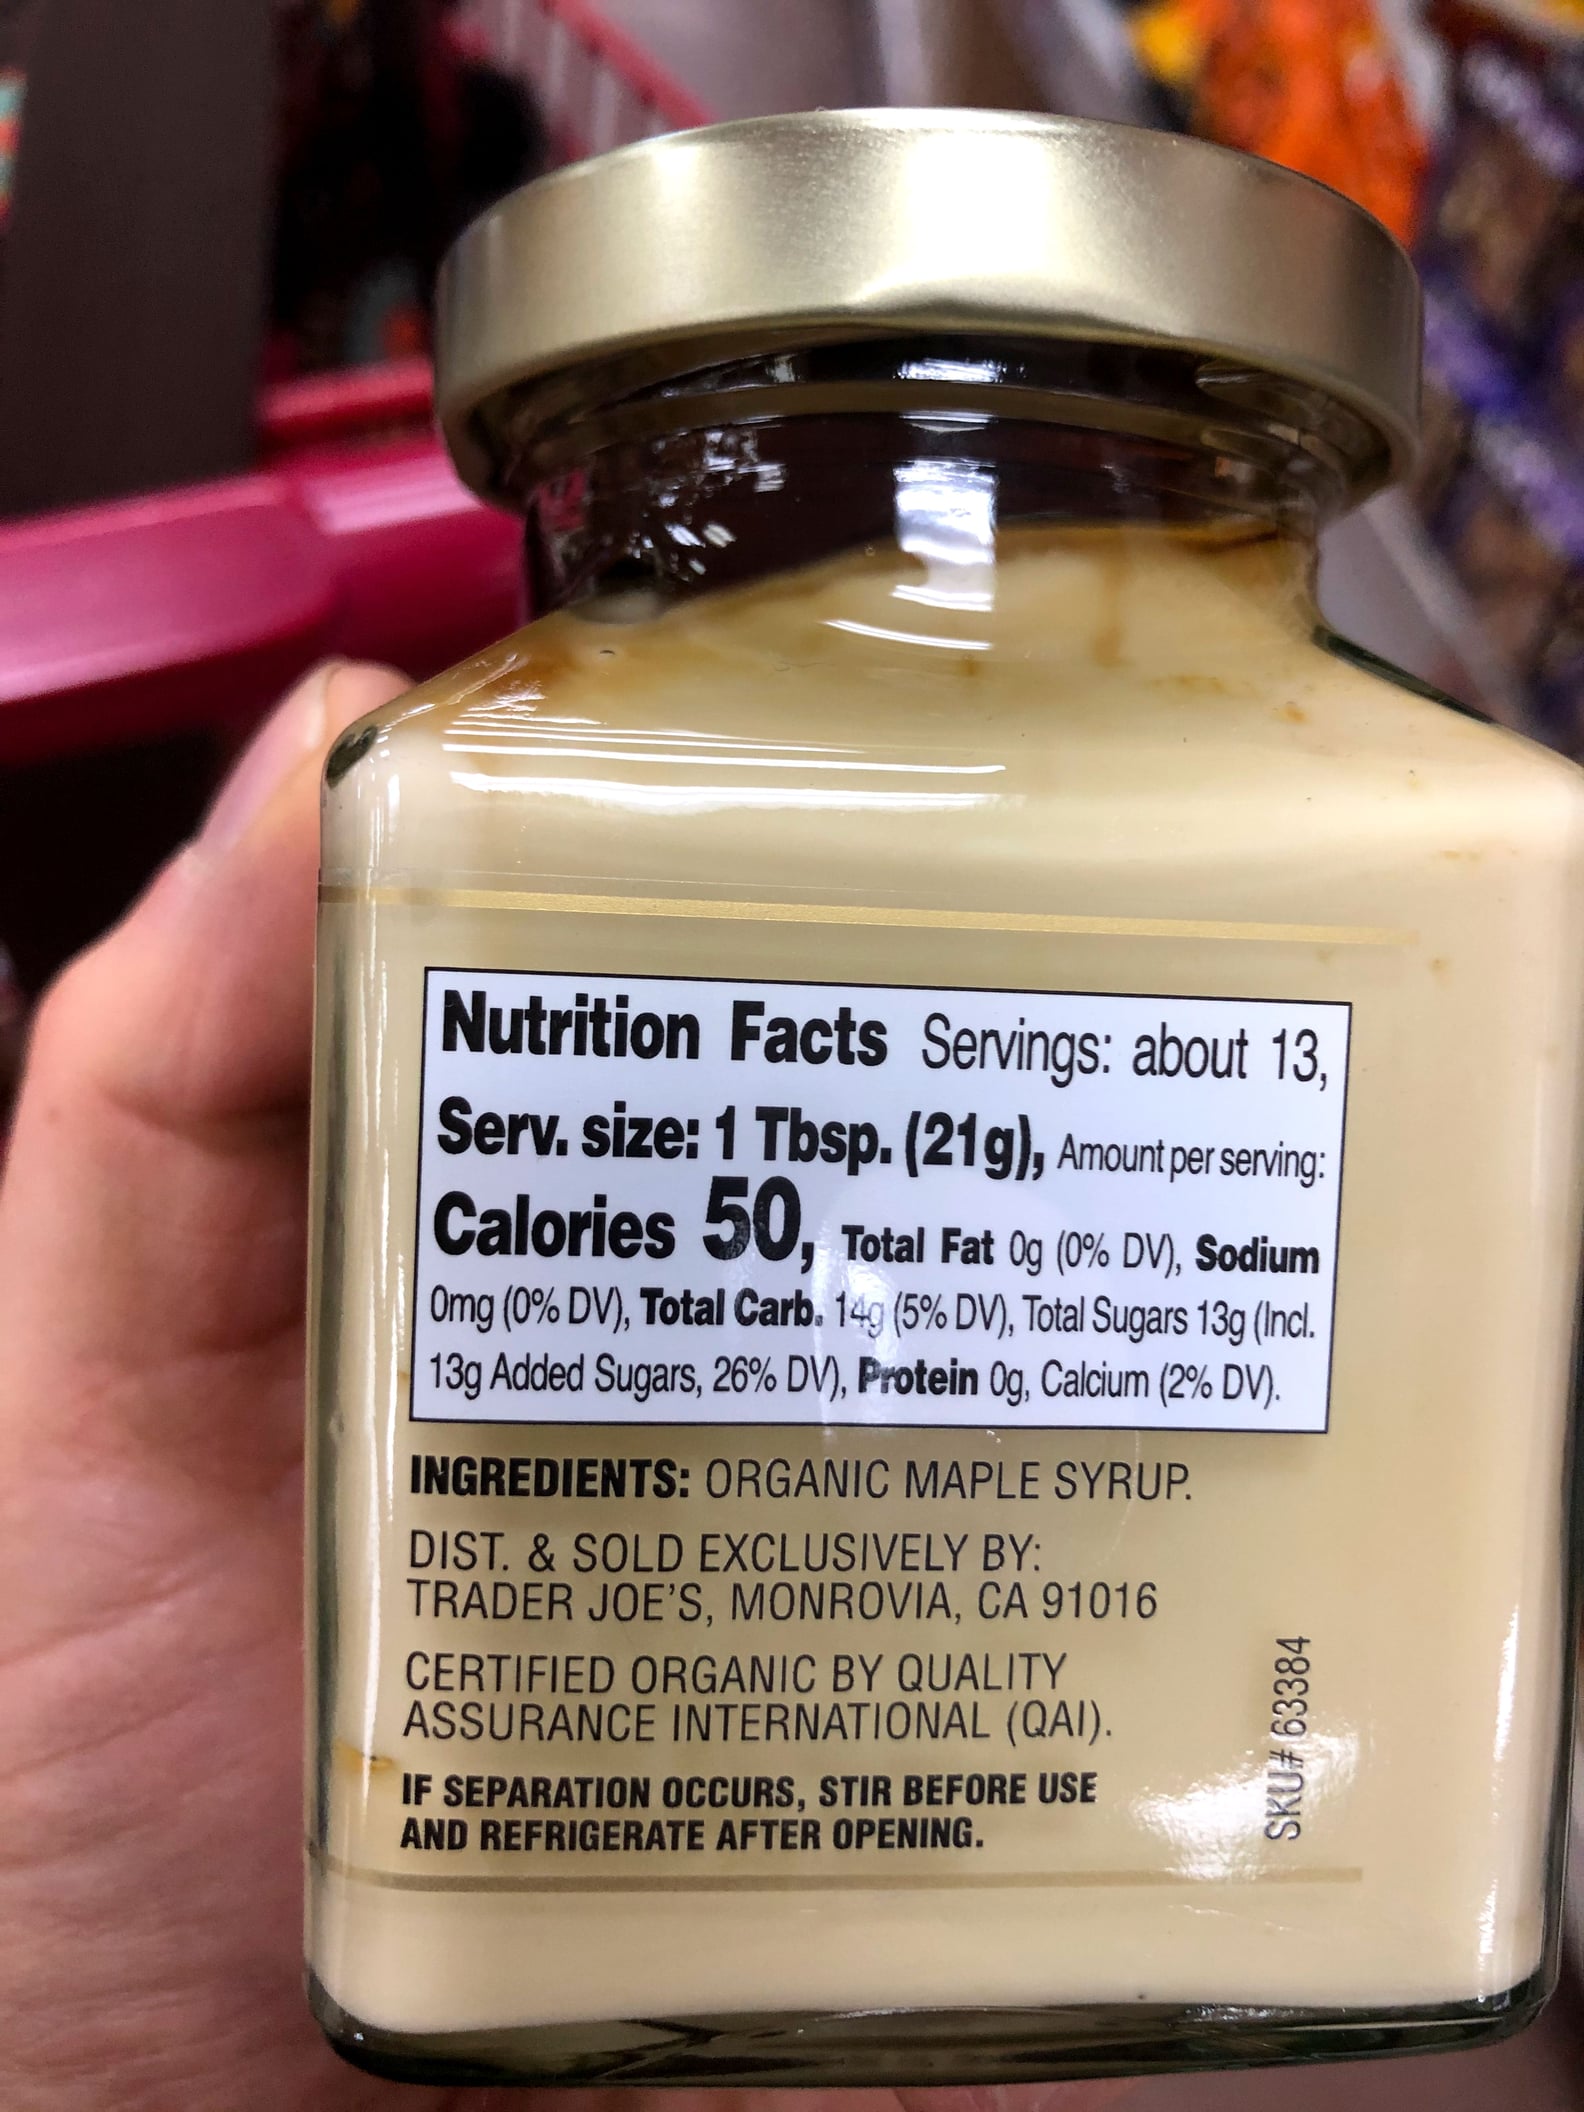 Nutrition Facts Servings: about 13,
Serv. size: 1 Tbsp. (21g), Amount per serving:
Calories 50, Total Fat 0g (0% DV), Sodium
0mg (0% DV), Total Carb. 14g (5% DV), Total Sugars 13g (Incl.
13g Added Sugars, 26% DV), Protein 0g, Calcium (2% DV).
INGREDIENTS: ORGANIC MAPLE SYRUP.
DIST. & SOLD EXCLUSIVELY BY:
TRADER JOE'S, MONROVIA, CA 91016
CERTIFIED ORGANIC BY QUALITY
ASSURANCE INTERNATIONAL (QAI).
IF SEPARATION OCCURS, STIR BEFORE USE
AND REFRIGERATE AFTER OPENING.
SKU# 63384